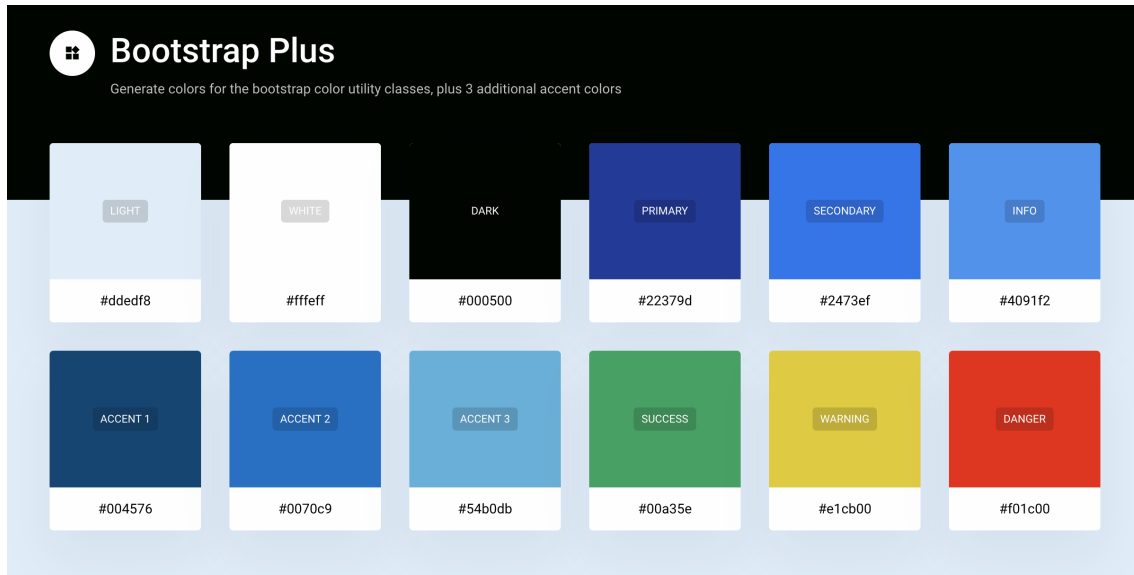 Bootstrap Plus
Generate colors for the bootstrap color utility classes, plus 3 additional accent colors
LIGHT
WHITE
DARK
PRIMARY
SECONDARY
INFO
#ddedf8
#fffeff
#000500
#22379d
#2473ef
#4091f2
ACCENT 1
ACCENT 2
ACCENT 3
SUCCESS
WARNING
DANGER
#004576
#0070c9
#54b0db
#00a35e
#e1cb00
#f01c00